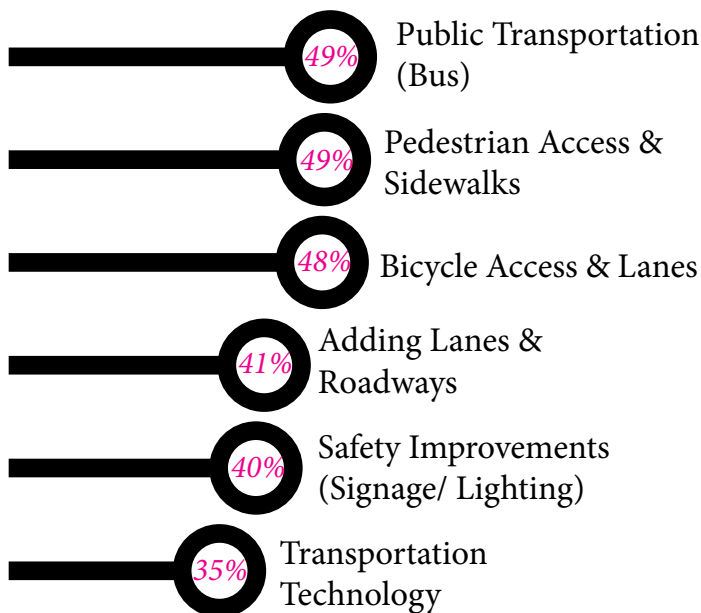 49%
Public Transportation
(Bus)
49%
Pedestrian Access &
Sidewalks
48%
Bicycle Access & Lanes
41%
Adding Lanes &
Roadways
40%
Safety Improvements
(Signage/ Lighting)
35%
Transportation
Technology